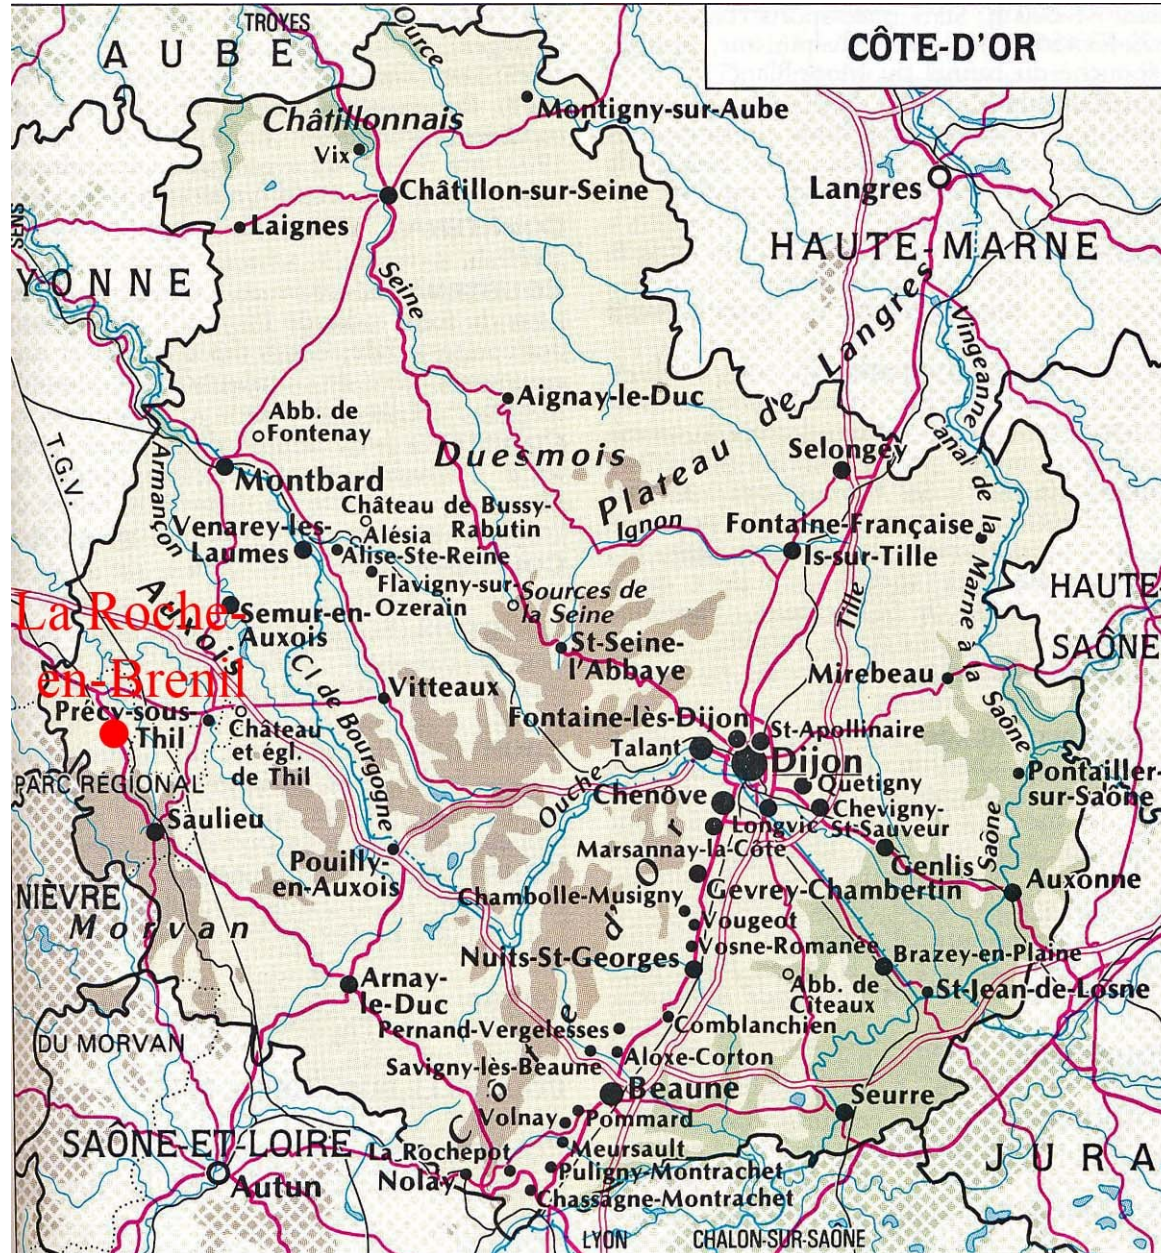 TROYES
Ource
CÔTE-D'OR
AUBE
Montigny-sur-Aube
Châtillonnais
Vix
Châtillon-sur-Seine
Langres
SENS
Laignes
HAUTE-MARNE
YONNE
Seine
Vingeanne
Plateau de Langres
Aignay-le-Duc
Abb. de
Fontenay
Duesmois
Selongey
Canal de la Marne à la Saône
T.G.V.
Armançon
Montbard
Château de Bussy-
Rabutin
Ignon
Fontaine-Française
Venarey-les-
Laumes
Alésia
Alise-Ste-Reine
Is-sur-Tille
Flavigny-sur-
Ozerain
Sources de
la Seine
Tille
HAUTE-
SAÔNE
Auxois
La Roche-
en-Brenil
Semur-en-
Auxois
St-Seine-
l'Abbaye
Mirebeau
Cl de Bourgogne
Vitteaux
Précy-sous-
Thil
Château
et égl.
de Thil
Fontaine-lès-Dijon
St-Apollinaire
Talant
Dijon
Ouche
Quetigny
Pontailler-
sur-Saône
PARC RÉGIONAL
Chenôve
Chevigny-
St-Sauveur
Saône
Saulieu
Longvic
Marsannay-la-Côte
Genlis
Pouilly-
en-Auxois
Auxonne
NIÈVRE
Morvan
Chambolle-Musigny
Gevrey-Chambertin
Vougeot
Côte d'Or
Vosne-Romanée
Nuits-St-Georges
Brazey-en-Plaine
Arnay-
le-Duc
Abb. de
Cîteaux
St-Jean-de-Losne
DU MORVAN
Pernand-Vergelesses
Comblanchien
Savigny-lès-Beaune
Aloxe-Corton
Beaune
Seurre
Volnay
Pommard
SAÔNE-ET-LOIRE
La Rochepot
Meursault
JURA
Autun
Nolay
Puligny-Montrachet
Chassagne-Montrachet
LYON
CHALON-SUR-SAÔNE